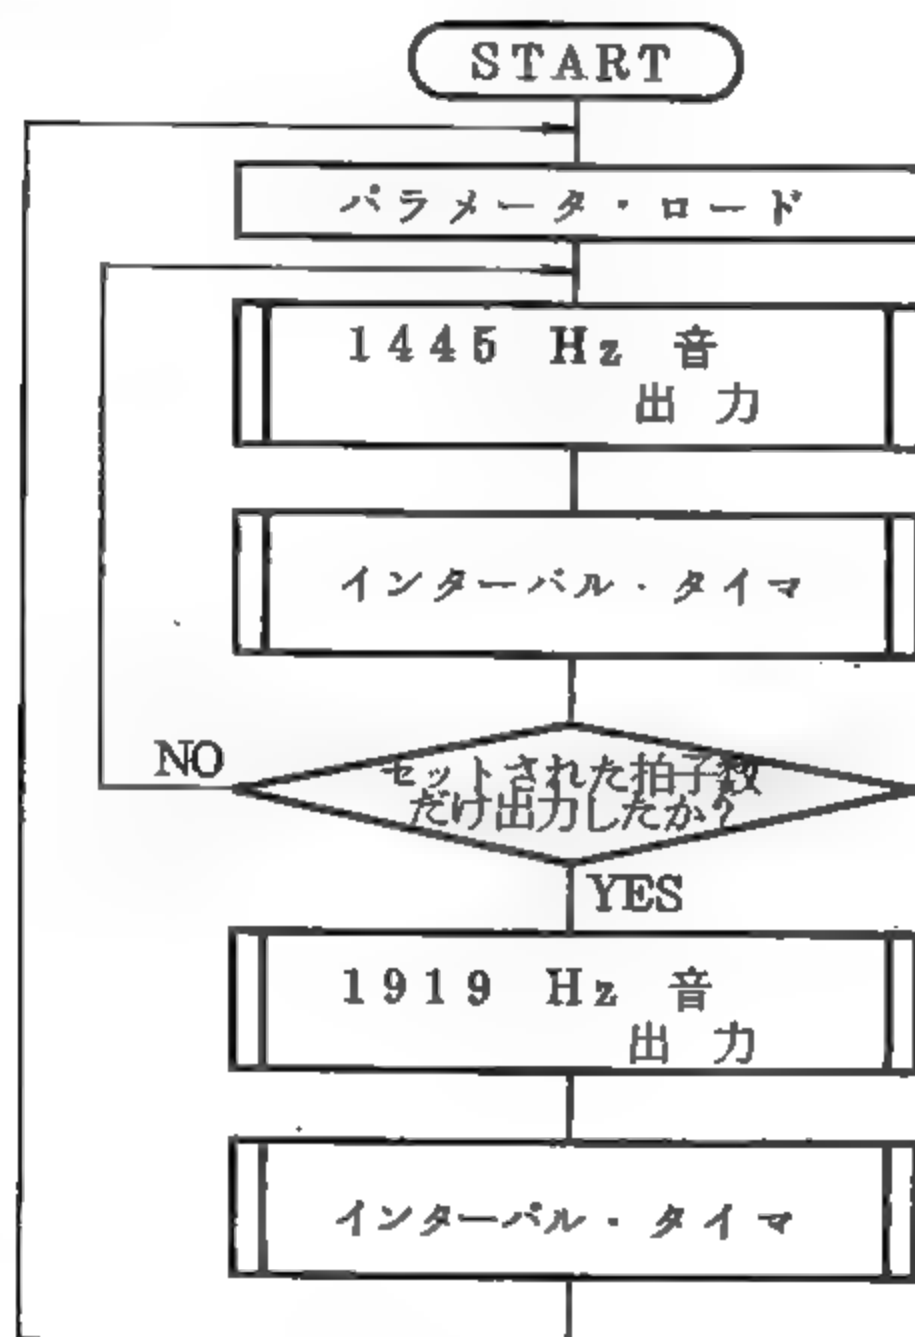 START
パラメータ・ロード
1445 Hz 音
出力
インターバル・タイマ
NO
セットされた拍子数
だけ出力したか？
YES
1919 Hz 音
出力
インターバル・タイマ